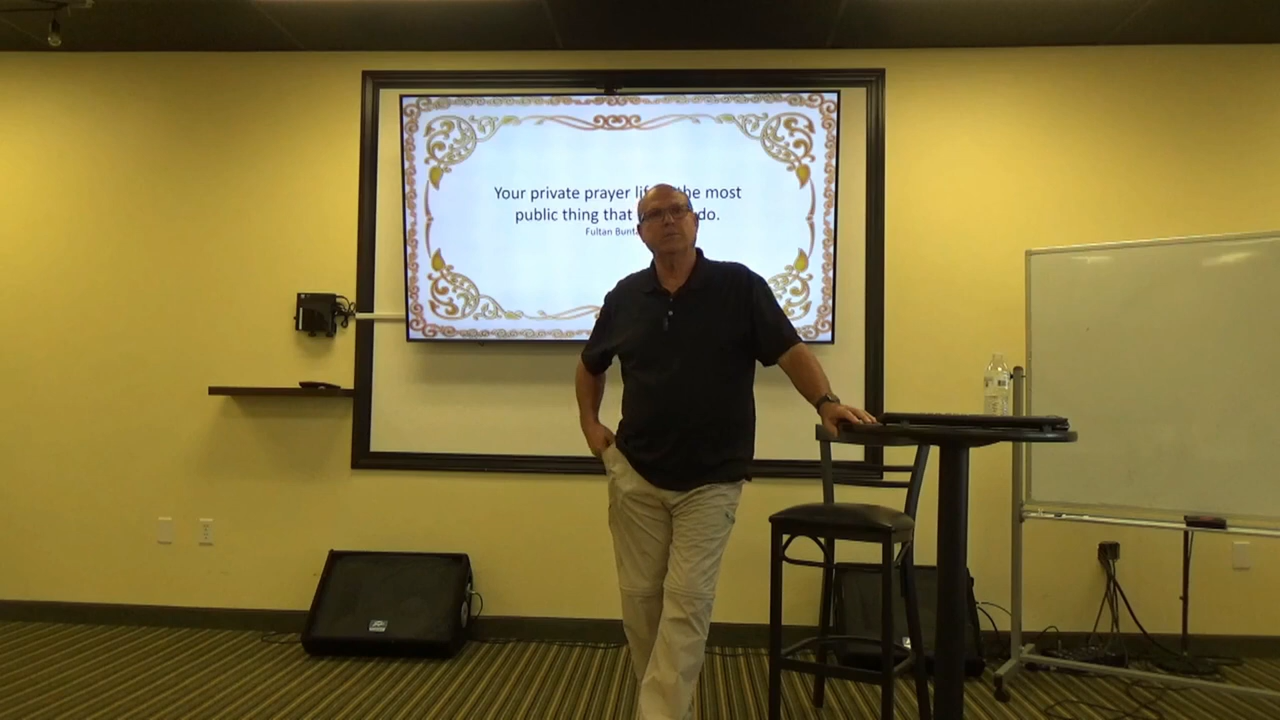 Your private prayer the most
public thing that do.
Fultan